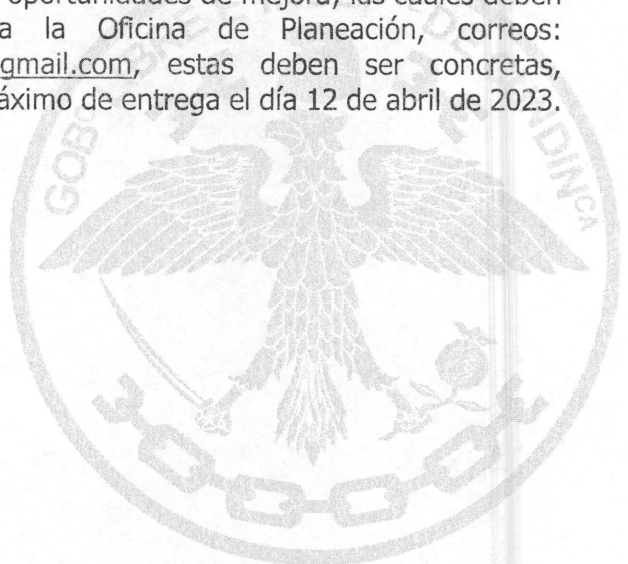 oportunidades de mejora, las cuales deben
a la Oficina de Planeación, correos:
gmail.com, estas deben ser concretas,
áximo de entrega el día 12 de abril de 2023.
GOBº